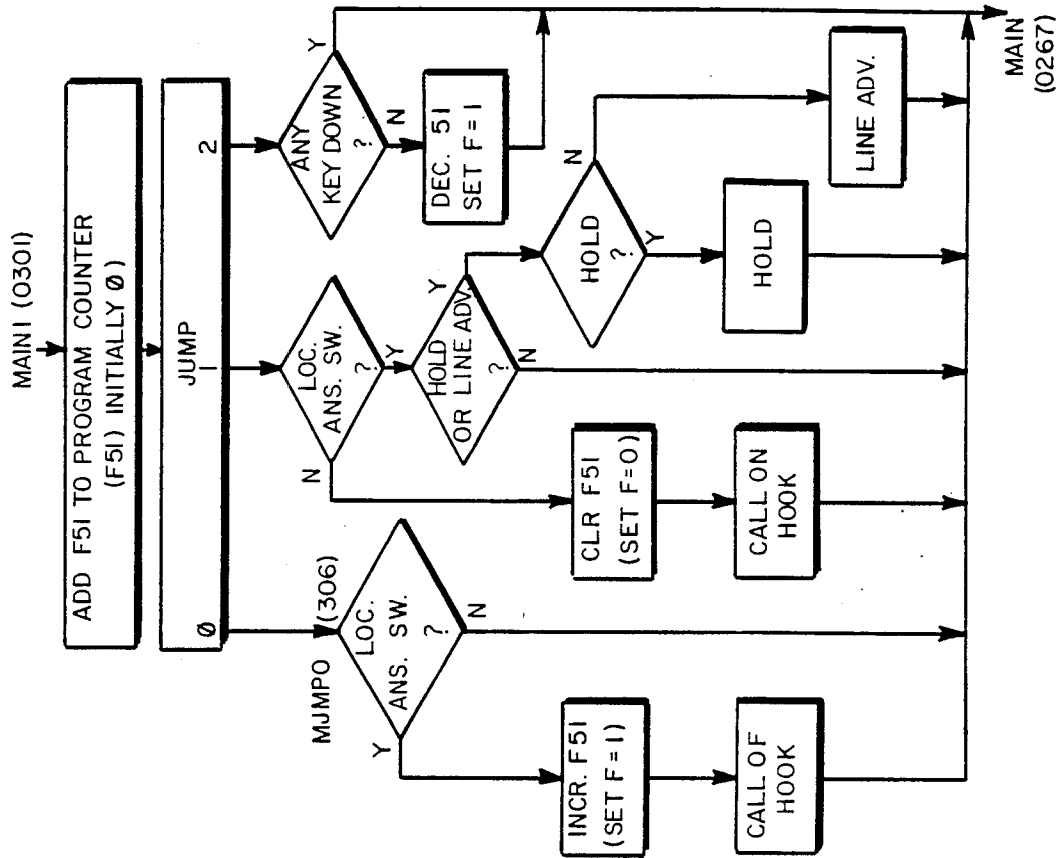 MAIN1 (0301)
ADD F51 TO PROGRAM COUNTER
(F51) INITIALLY Ø
JUMP
Ø
1
2
MJMPO (306)
LOC.
ANS. SW.
?
Y
N
INCR. F51
(SET F=1)
CALL OF
HOOK
LOC.
ANS. SW.
?
N
Y
CLR F51
(SET F=0)
CALL ON
HOOK
HOLD
OR LINE ADV.
?
Y
N
HOLD
?
N
Y
HOLD
LINE ADV.
ANY
KEY DOWN
?
Y
N
DEC. 51
SET F=1
MAIN
(0267)